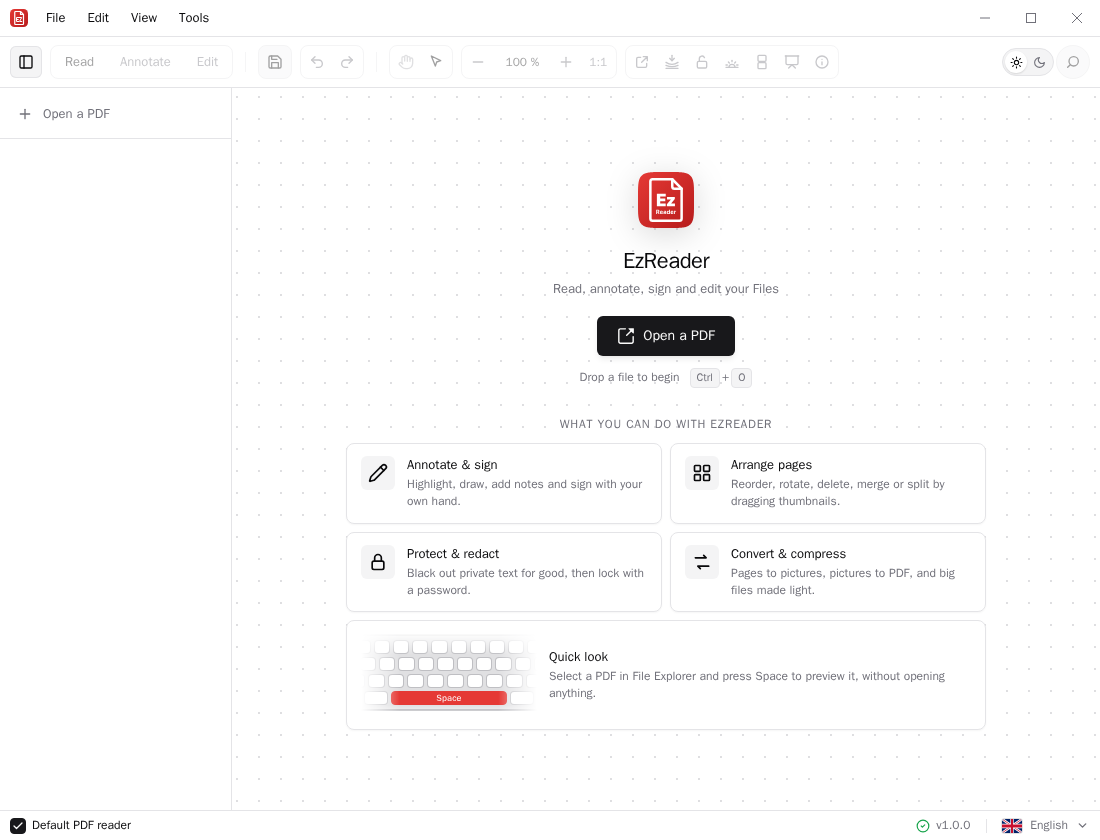 File Edit View Tools
Read Annotate Edit 100 % 1:1
Open a PDF
Ez
Reader
EzReader
Read, annotate, sign and edit your Files
Open a PDF
Drop a file to begin Ctrl + O
WHAT YOU CAN DO WITH EZREADER
Annotate & sign
Highlight, draw, add notes and sign with your
own hand.
Arrange pages
Reorder, rotate, delete, merge or split by
dragging thumbnails.
Protect & redact
Black out private text for good, then lock with
a password.
Convert & compress
Pages to pictures, pictures to PDF, and big
files made light.
Space
Quick look
Select a PDF in File Explorer and press Space to preview it, without opening
anything.
Default PDF reader v1.0.0 English